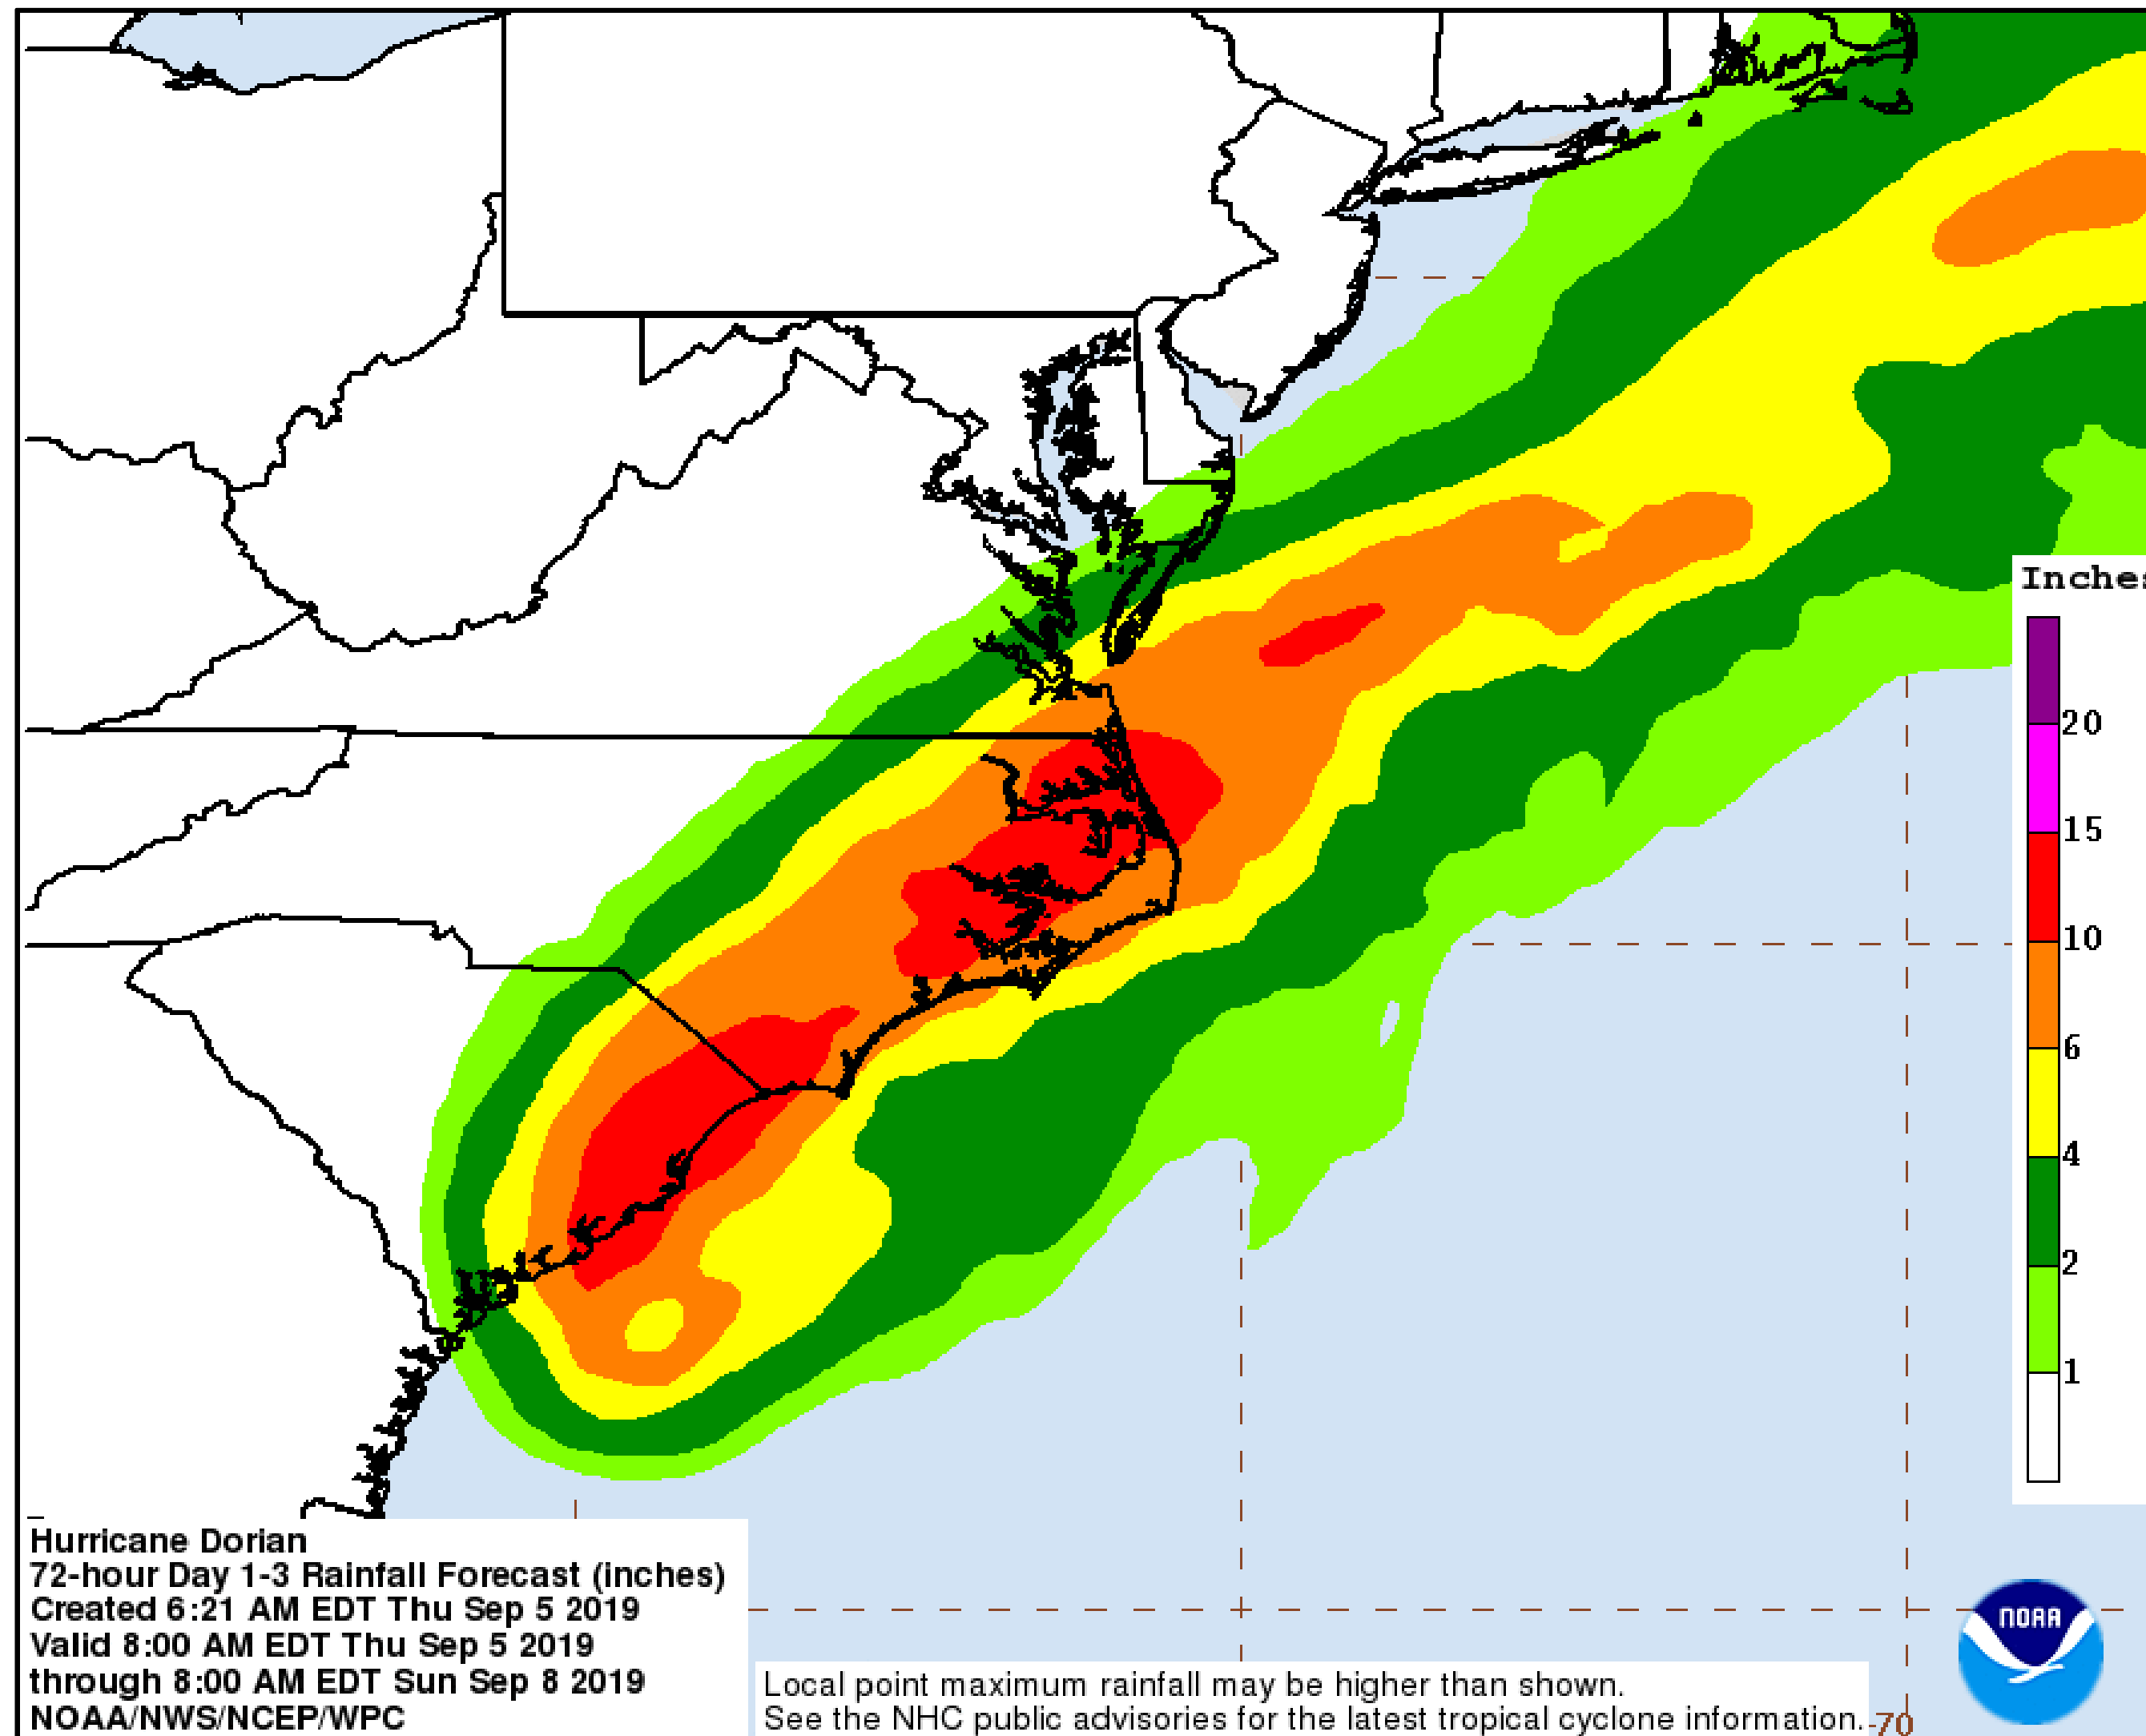 Inches
20
15
10
6
4
2
1
Hurricane Dorian
72-hour Day 1-3 Rainfall Forecast (inches)
Created 6:21 AM EDT Thu Sep 5 2019
Valid 8:00 AM EDT Thu Sep 5 2019
through 8:00 AM EDT Sun Sep 8 2019
NOAA/NWS/NCEP/WPC
Local point maximum rainfall may be higher than shown.
See the NHC public advisories for the latest tropical cyclone information.
-70
NOAA